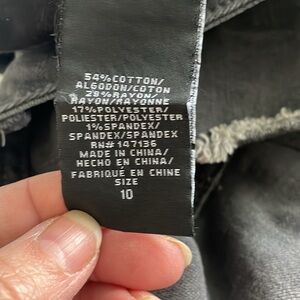 54%COTTON/
ALGODON/COTON
28%RAYON/
RAYON/RAYONNE
17%POLYESTER/
POLIESTER/POLYESTER
1%SPANDEX/
SPANDEX/SPANDEX
RN#147136
MADE IN CHINA/
HECHO EN CHINA/
FABRIQUÉ EN CHINE
SIZE
10